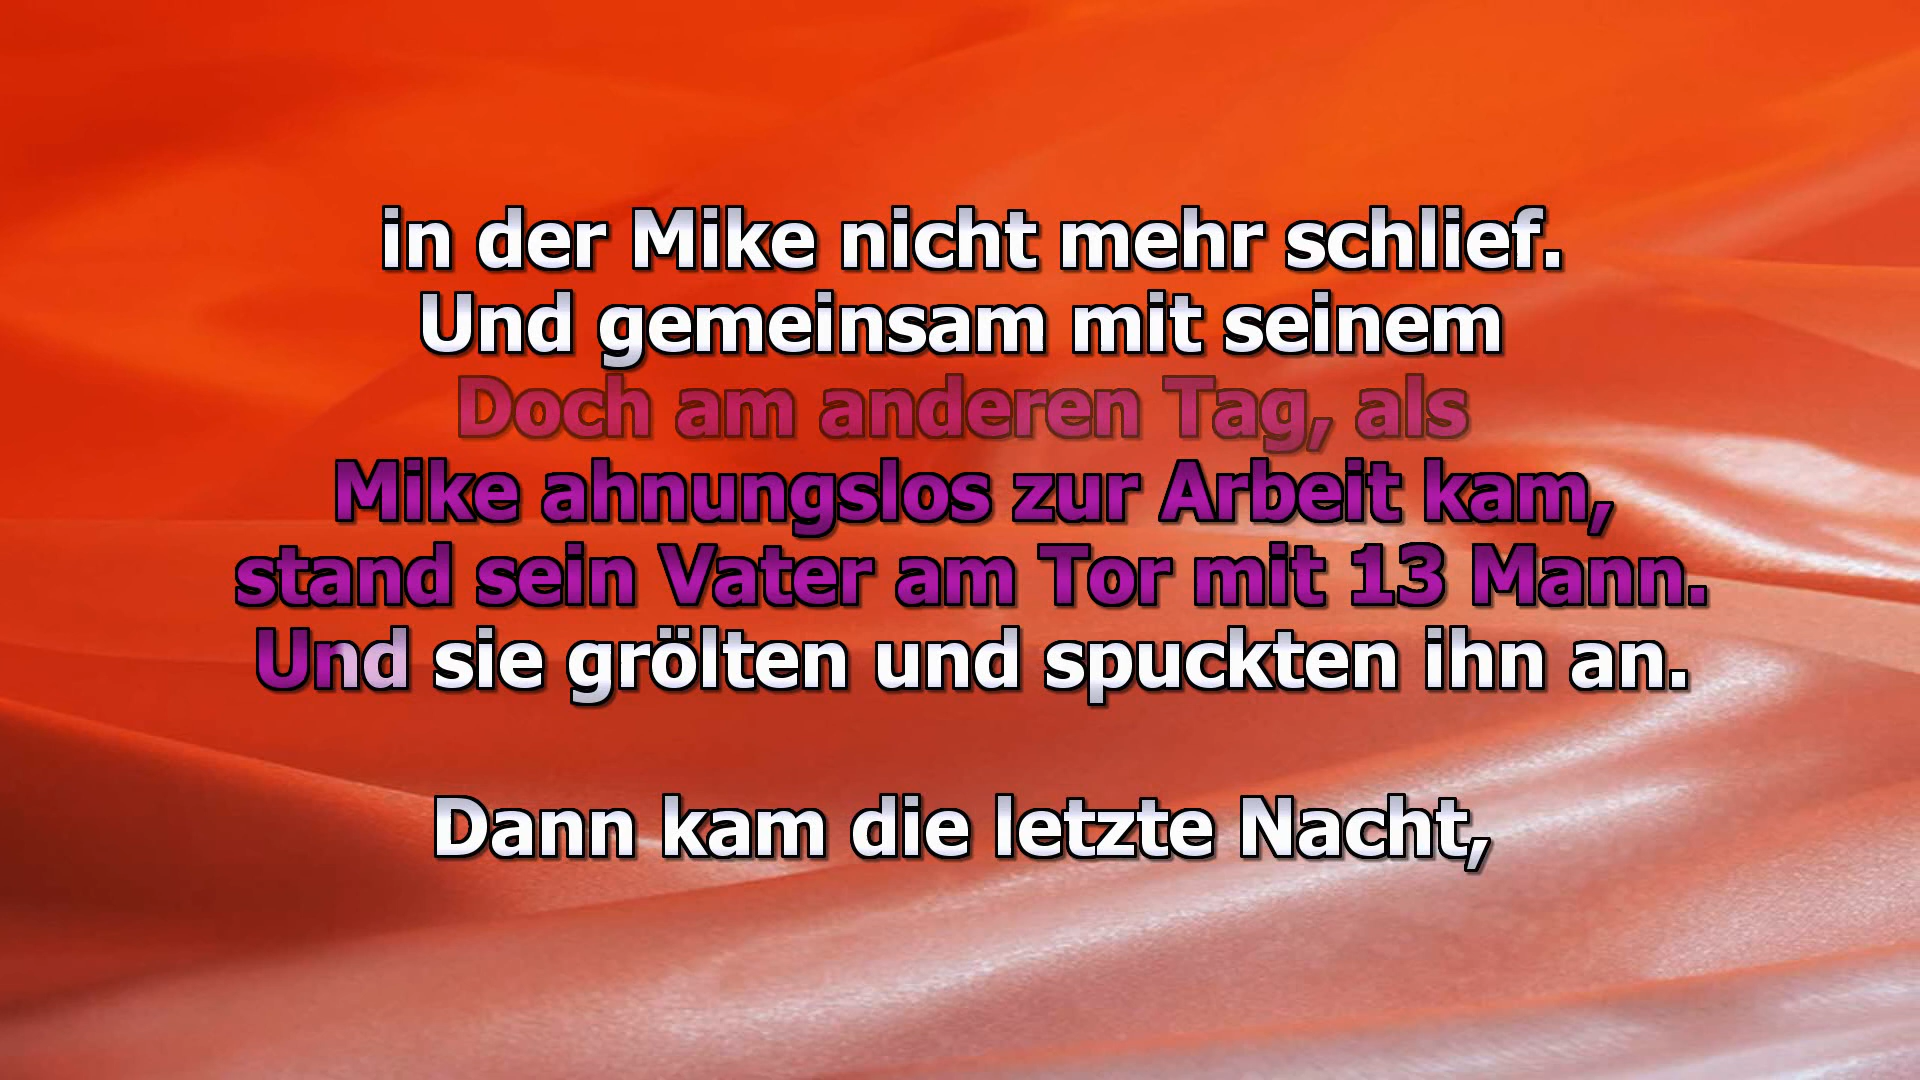 in der Mike nicht mehr schlief.
Und gemeinsam mit seinem
Doch am anderen Tag, als
Mike ahnungslos zur Arbeit kam,
stand sein Vater am Tor mit 13 Mann.
Und sie grölten und spuckten ihn an.
Dann kam die letzte Nacht,